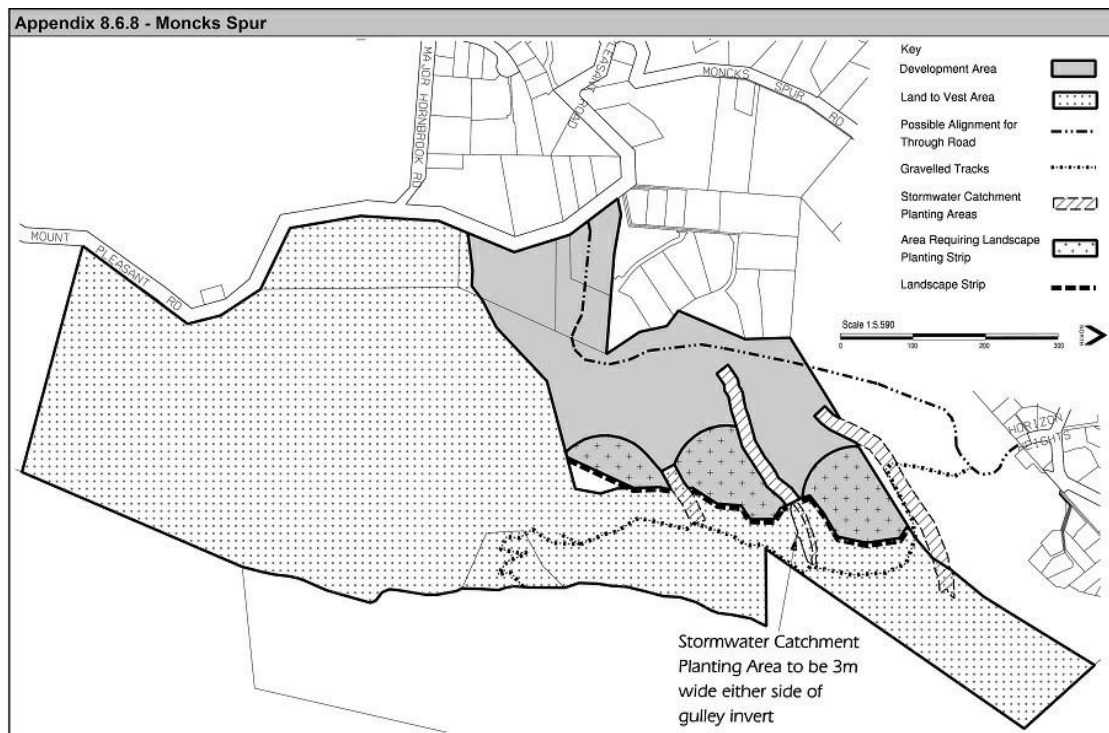 Appendix 8.6.8 - Moncks Spur
MAJOR HORNBROOK RD
LEASANT ROAD
MONCKS SPUR RD
Key
Development Area
Land to Vest Area
Possible Alignment for
Through Road
Gravelled Tracks
Stormwater Catchment
Planting Areas
Area Requiring Landscape
Planting Strip
Landscape Strip
MOUNT PLEASANT RD
Scale 1:5.590
0 100 200 300
NORTH
HORIZON
HEIGHTS
Stormwater Catchment
Planting Area to be 3m
wide either side of
gulley invert